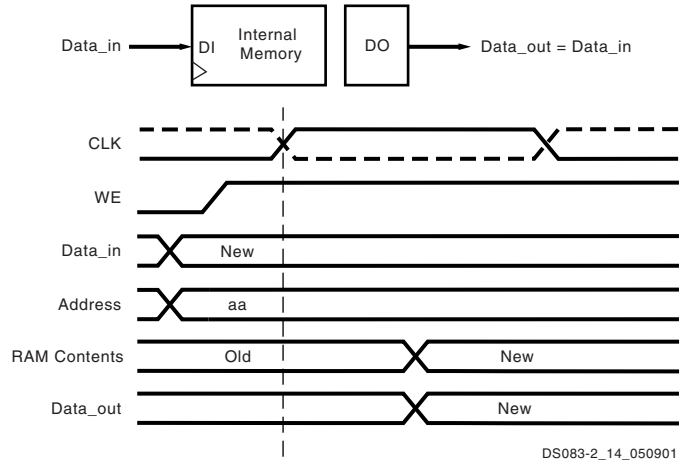 Data_in
DI
Internal
Memory
DO
Data_out = Data_in
CLK
WE
Data_in
New
Address
aa
RAM Contents
Old
New
Data_out
New
DS083-2_14_050901